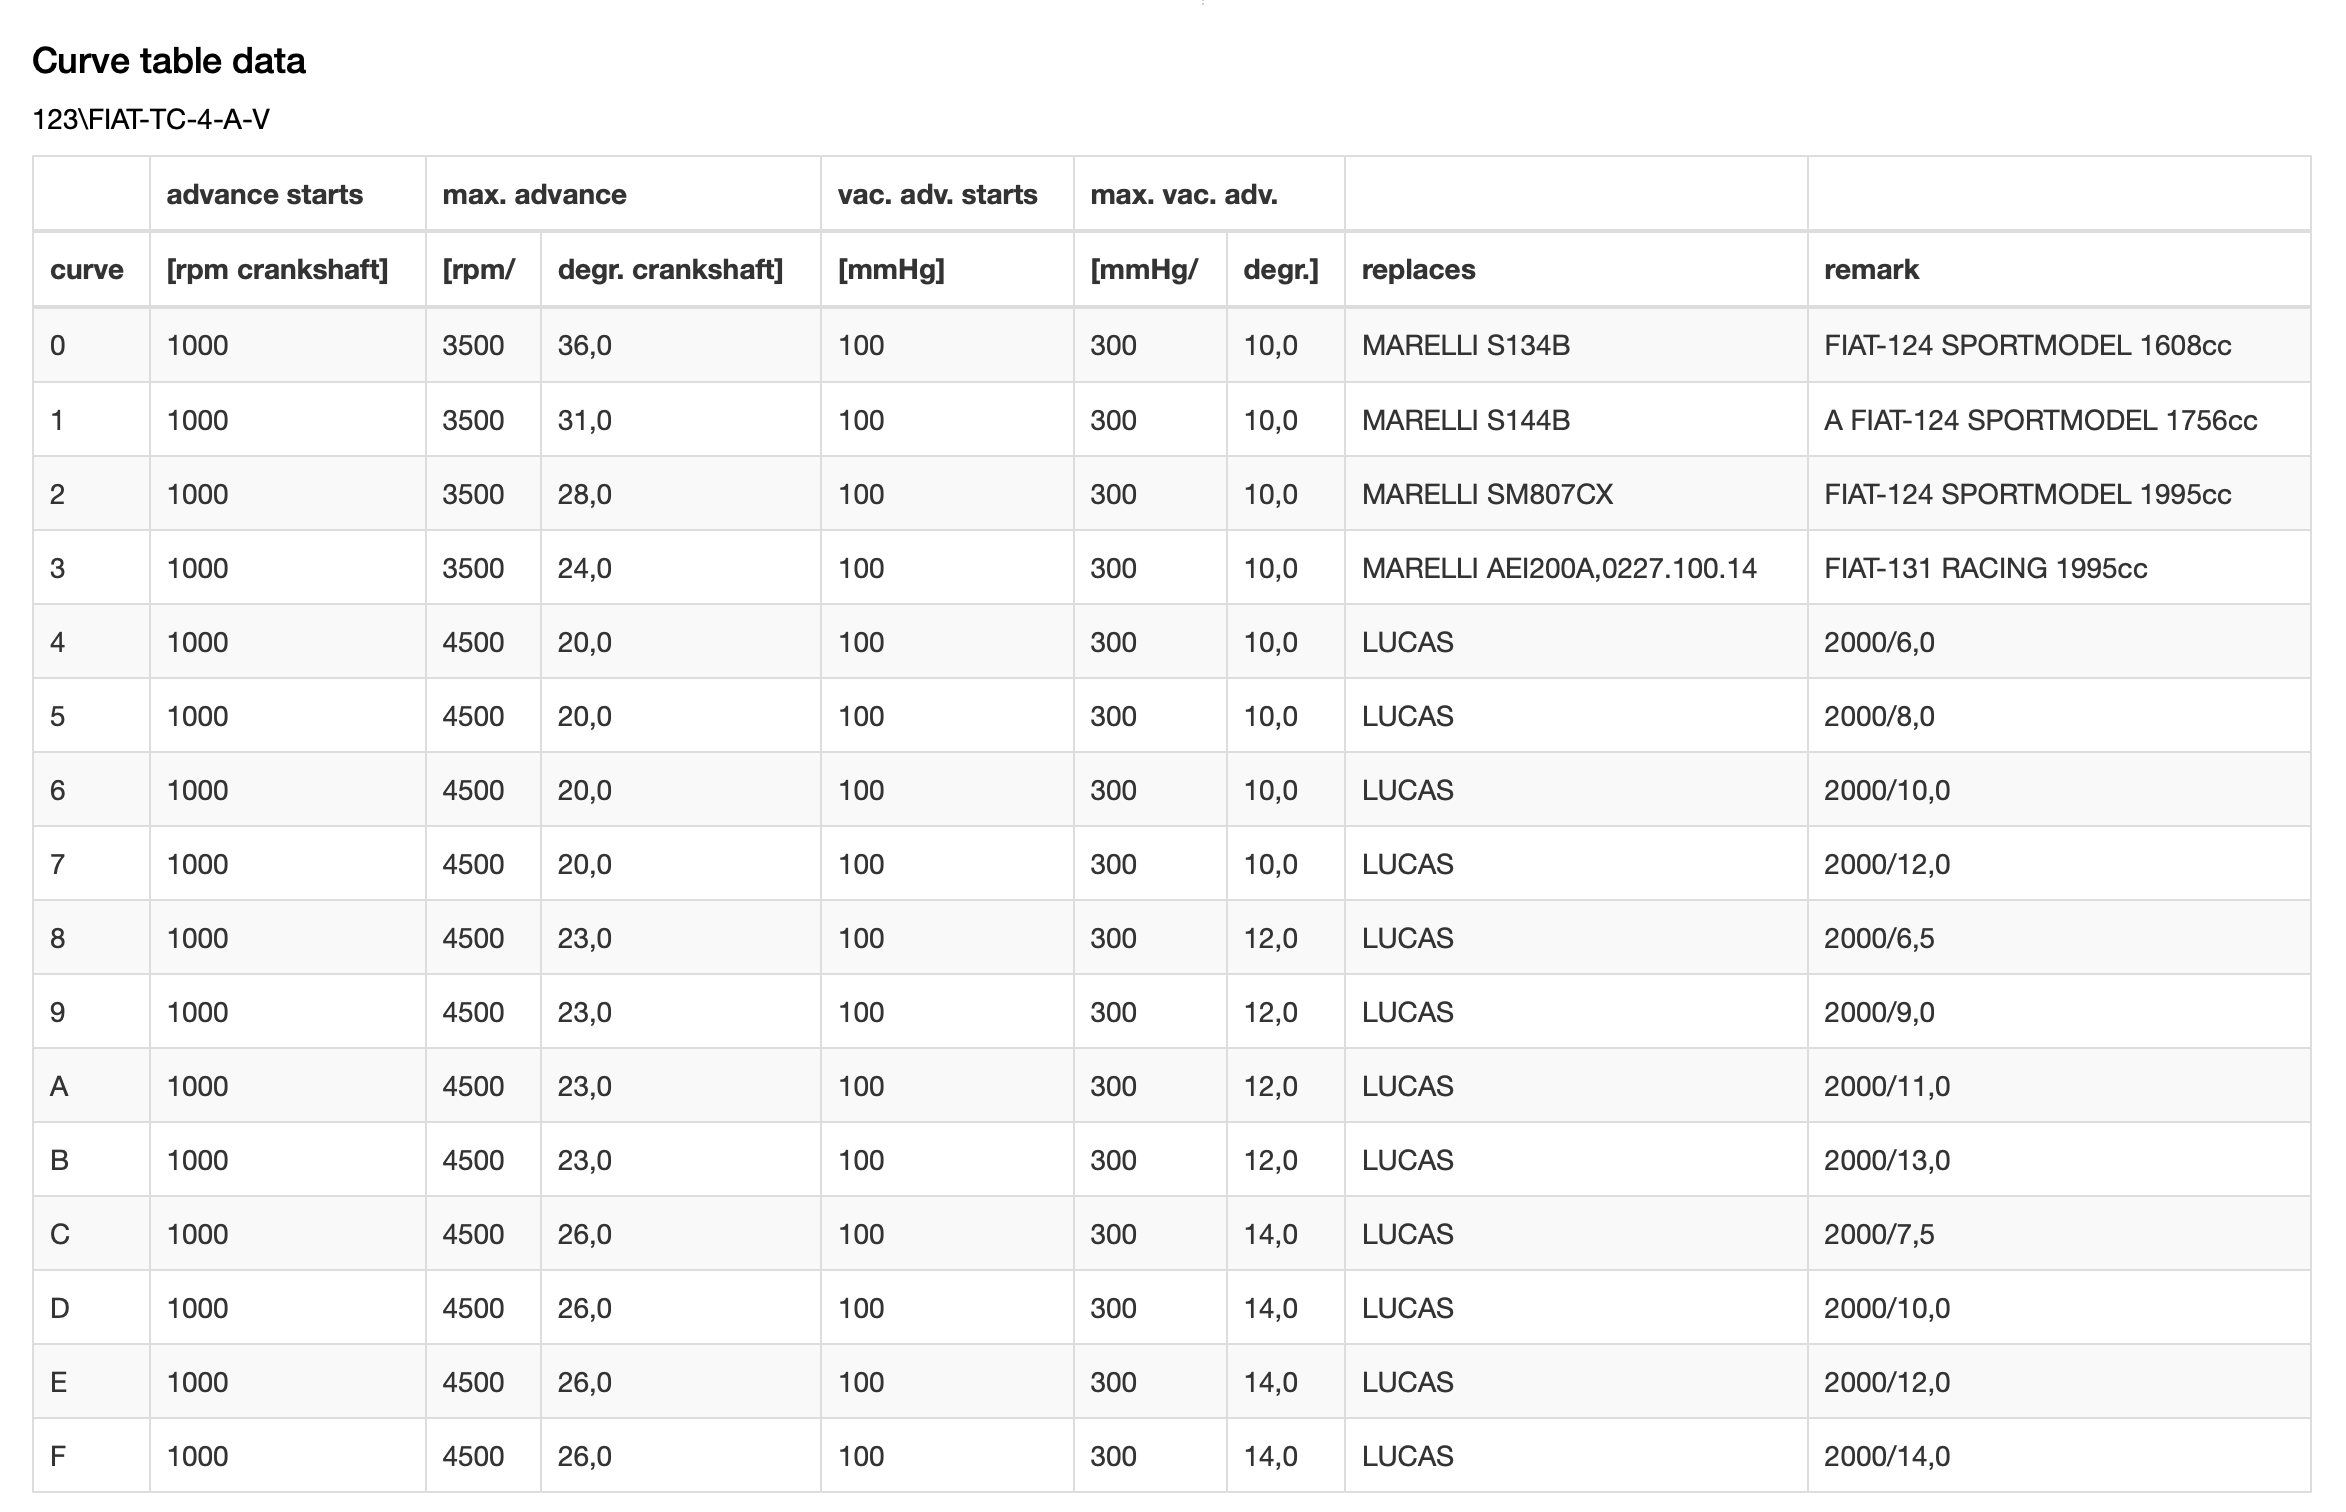 Curve table data
123\FIAT-TC-4-A-V
advance starts max. advance vac. adv. starts max. vac. adv.
curve [rpm crankshaft] [rpm/ degr. crankshaft] [mmHg] [mmHg/ degr.] replaces remark
0 1000 3500 36,0 100 300 10,0 MARELLI S134B FIAT-124 SPORTMODEL 1608cc
1 1000 3500 31,0 100 300 10,0 MARELLI S144B A FIAT-124 SPORTMODEL 1756cc
2 1000 3500 28,0 100 300 10,0 MARELLI SM807CX FIAT-124 SPORTMODEL 1995cc
3 1000 3500 24,0 100 300 10,0 MARELLI AEI200A,0227.100.14 FIAT-131 RACING 1995cc
4 1000 4500 20,0 100 300 10,0 LUCAS 2000/6,0
5 1000 4500 20,0 100 300 10,0 LUCAS 2000/8,0
6 1000 4500 20,0 100 300 10,0 LUCAS 2000/10,0
7 1000 4500 20,0 100 300 10,0 LUCAS 2000/12,0
8 1000 4500 23,0 100 300 12,0 LUCAS 2000/6,5
9 1000 4500 23,0 100 300 12,0 LUCAS 2000/9,0
A 1000 4500 23,0 100 300 12,0 LUCAS 2000/11,0
B 1000 4500 23,0 100 300 12,0 LUCAS 2000/13,0
C 1000 4500 26,0 100 300 14,0 LUCAS 2000/7,5
D 1000 4500 26,0 100 300 14,0 LUCAS 2000/10,0
E 1000 4500 26,0 100 300 14,0 LUCAS 2000/12,0
F 1000 4500 26,0 100 300 14,0 LUCAS 2000/14,0